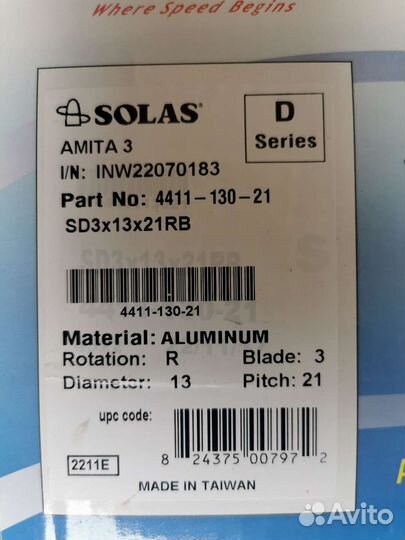 Where Speed Begins
SOLAS®
D
Series
AMITA 3
I/N: INW22070183
Part No: 4411-130-21
SD3x13x21RB
4411-130-21
Material: ALUMINUM
Rotation: R Blade: 3
Diameter: 13 Pitch: 21
upc code:
2211E
8 24375 00797 2
MADE IN TAIWAN
Avito